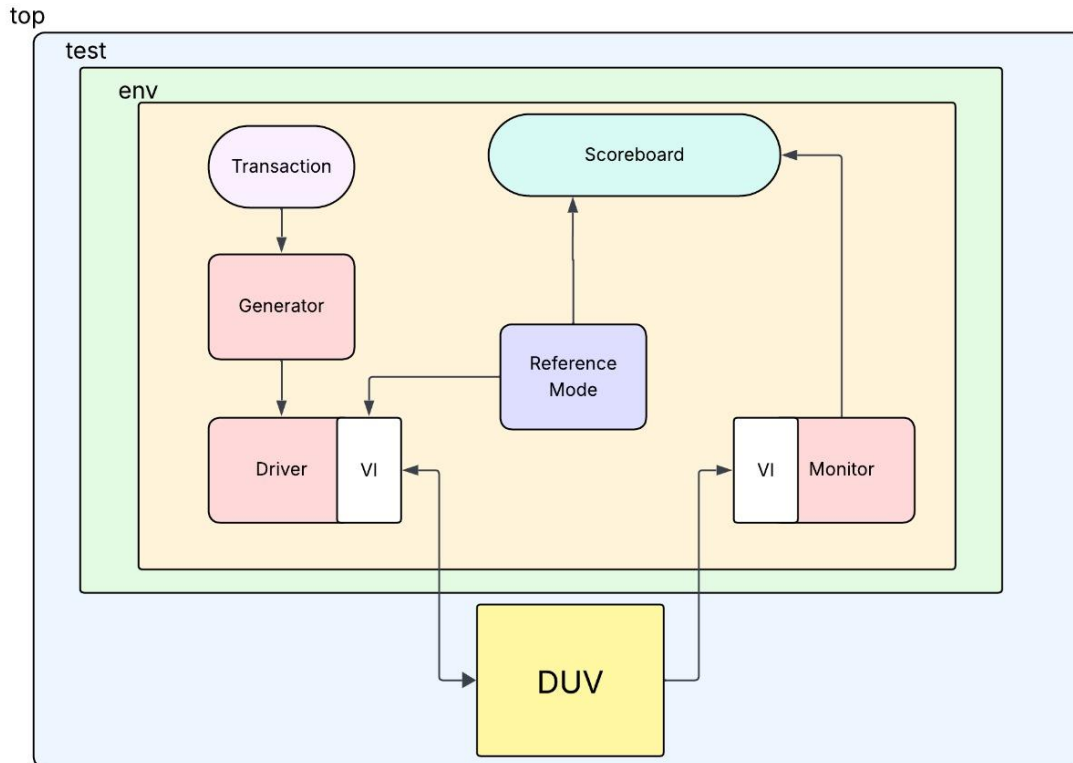 top
test
env
Transaction
Scoreboard
Generator
Reference
Mode
Driver
VI
VI
Monitor
DUV